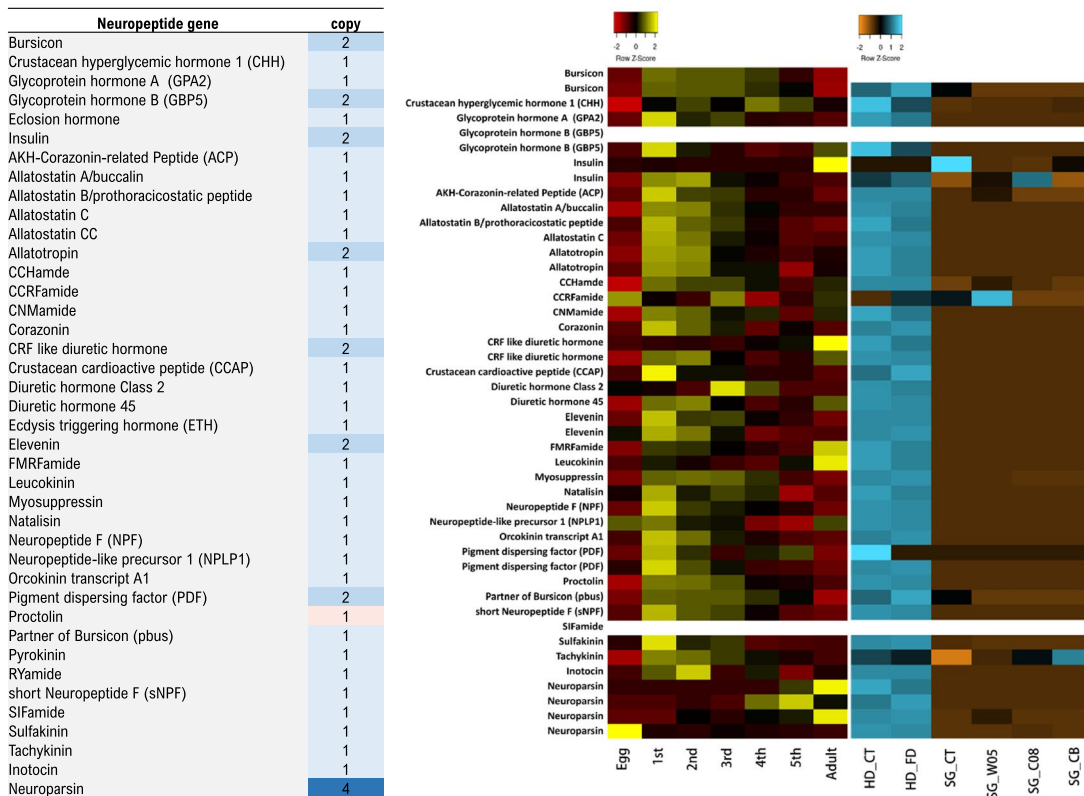 Neuropeptide gene copy
Bursicon 2
Crustacean hyperglycemic hormone 1 (CHH) 1
Glycoprotein hormone A (GPA2) 1
Glycoprotein hormone B (GBP5) 2
Eclosion hormone 1
Insulin 2
AKH-Corazonin-related Peptide (ACP) 1
Allatostatin A/buccalin 1
Allatostatin B/prothoracicostatic peptide 1
Allatostatin C 1
Allatostatin CC 1
Allatotropin 2
CCHamde 1
CCRFamide 1
CNMamide 1
Corazonin 1
CRF like diuretic hormone 2
Crustacean cardioactive peptide (CCAP) 1
Diuretic hormone Class 2 1
Diuretic hormone 45 1
Ecdysis triggering hormone (ETH) 1
Elevenin 2
FMRFamide 1
Leucokinin 1
Myosuppressin 1
Natalisin 1
Neuropeptide F (NPF) 1
Neuropeptide-like precursor 1 (NPLP1) 1
Orcokinin transcript A1 1
Pigment dispersing factor (PDF) 2
Proctolin 1
Partner of Bursicon (pbus) 1
Pyrokinin 1
RYamide 1
short Neuropeptide F (sNPF) 1
SIFamide 1
Sulfakinin 1
Tachykinin 1
Inotocin 1
Neuroparsin 4
-2 0 2
Row Z-Score
-2 0 2
Row Z-Score
Bursicon
Bursicon
Crustacean hyperglycemic hormone 1 (CHH)
Glycoprotein hormone A (GPA2)
Glycoprotein hormone B (GBP5)
Glycoprotein hormone B (GBP5)
Insulin
Insulin
AKH-Corazonin-related Peptide (ACP)
Allatostatin A/buccalin
Allatostatin B/prothoracicostatic peptide
Allatostatin C
Allatotropin
Allatotropin
CCHamde
CCRFamide
CNMamide
Corazonin
CRF like diuretic hormone
CRF like diuretic hormone
Crustacean cardioactive peptide (CCAP)
Diuretic hormone Class 2
Diuretic hormone 45
Elevenin
Elevenin
FMRFamide
Leucokinin
Myosuppressin
Natalisin
Neuropeptide F (NPF)
Neuropeptide-like precursor 1 (NPLP1)
Orcokinin transcript A1
Pigment dispersing factor (PDF)
Pigment dispersing factor (PDF)
Proctolin
Partner of Bursicon (pbus)
short Neuropeptide F (sNPF)
SIFamide
Sulfakinin
Tachykinin
Inotocin
Neuroparsin
Neuroparsin
Neuroparsin
Neuroparsin
Egg 1st 2nd 3rd 4th 5th Adult
HD_CT HD_FD SG_CT SG_W05 SG_C08 SG_CB